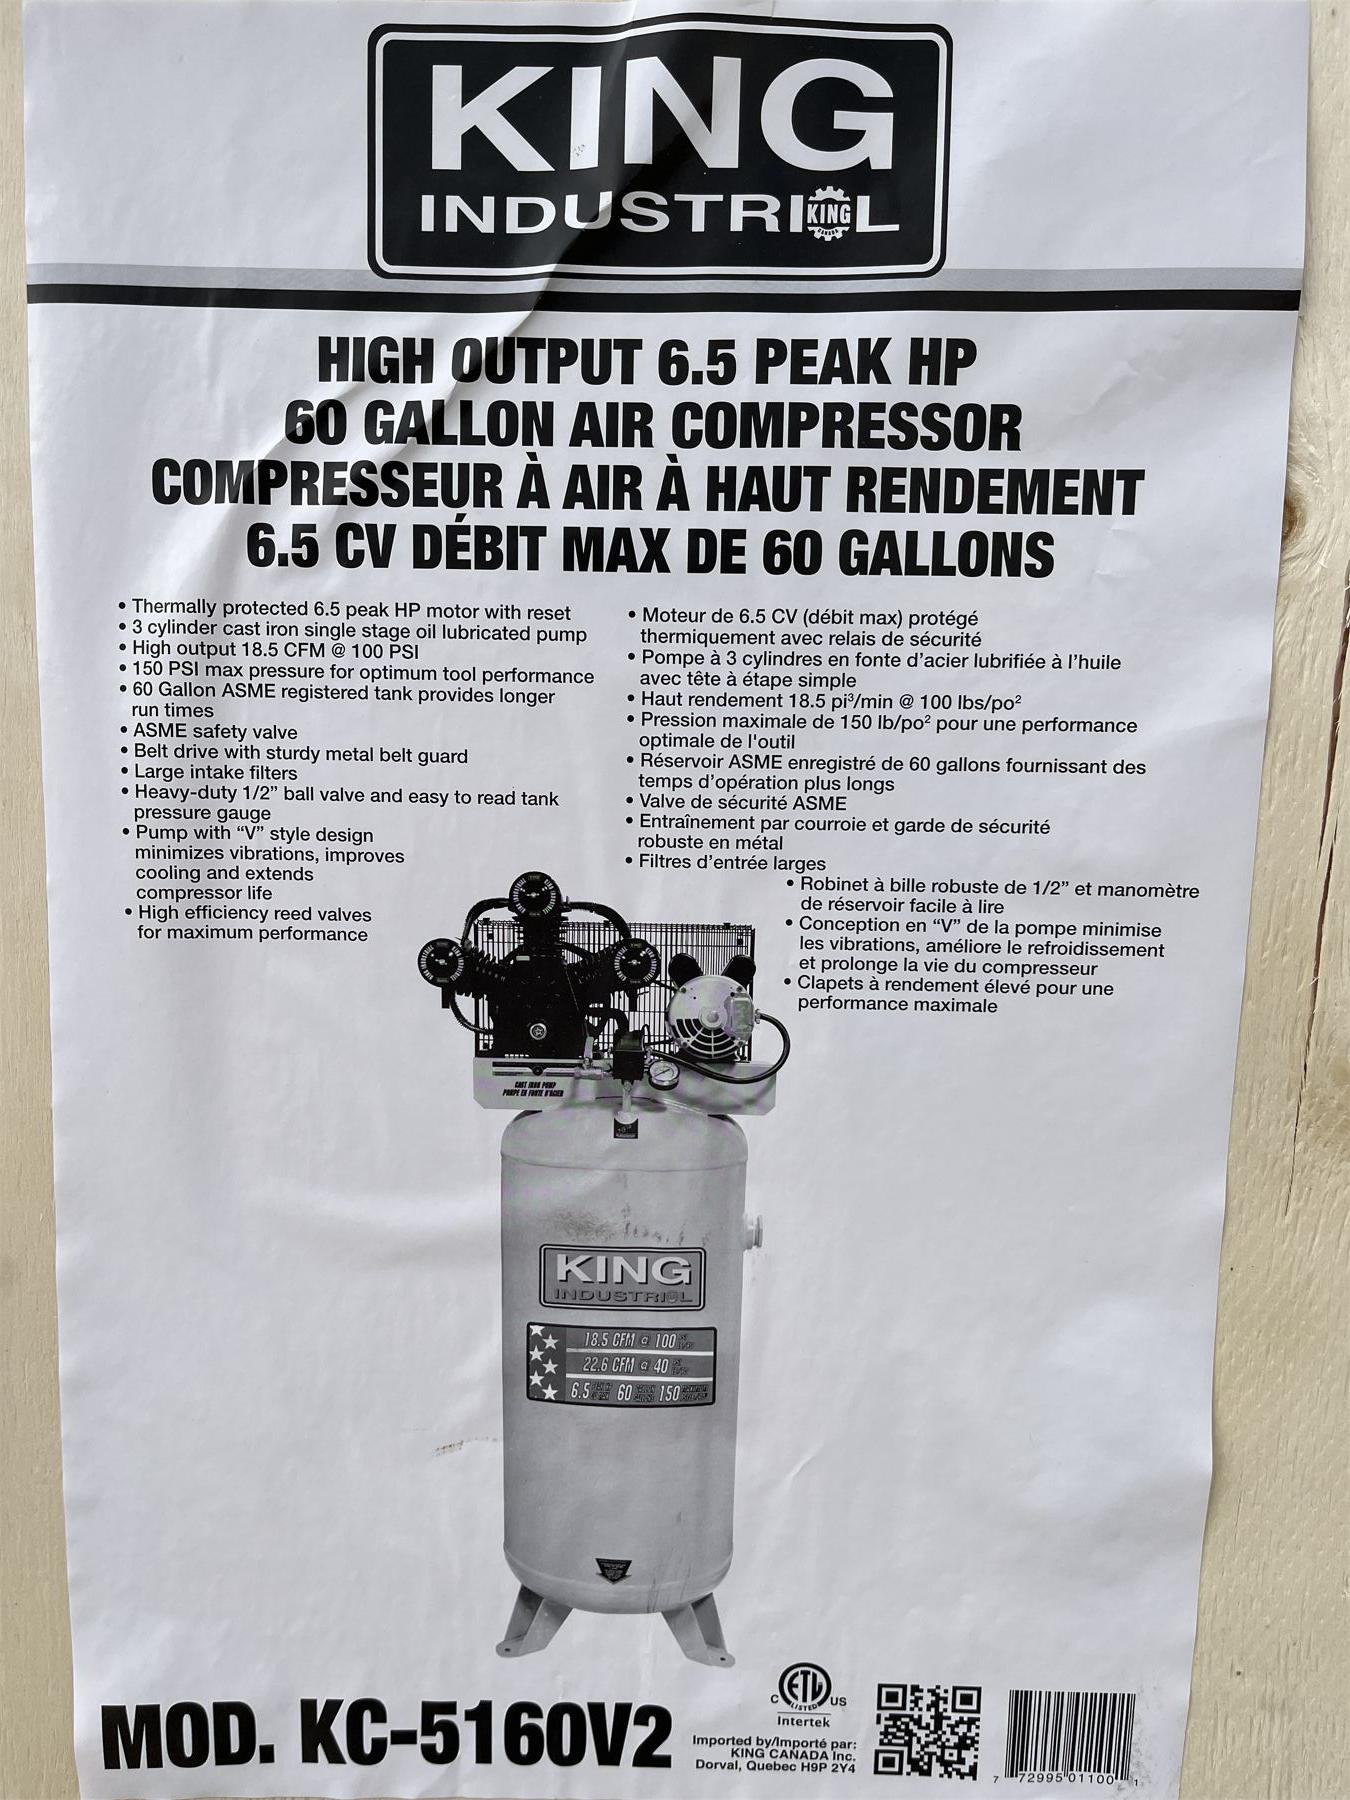 KING
INDUSTRIAL
KING
CANADA
HIGH OUTPUT 6.5 PEAK HP
60 GALLON AIR COMPRESSOR
COMPRESSEUR À AIR À HAUT RENDEMENT
6.5 CV DÉBIT MAX DE 60 GALLONS
• Thermally protected 6.5 peak HP motor with reset
• 3 cylinder cast iron single stage oil lubricated pump
• High output 18.5 CFM @ 100 PSI
• 150 PSI max pressure for optimum tool performance
• 60 Gallon ASME registered tank provides longer
run times
• ASME safety valve
• Belt drive with sturdy metal belt guard
• Large intake filters
• Heavy-duty 1/2” ball valve and easy to read tank
pressure gauge
• Pump with “V” style design
minimizes vibrations, improves
cooling and extends
compressor life
• High efficiency reed valves
for maximum performance
• Moteur de 6.5 CV (débit max) protégé
thermiquement avec relais de sécurité
• Pompe à 3 cylindres en fonte d’acier lubrifiée à l’huile
avec tête à étape simple
• Haut rendement 18.5 pi³/min @ 100 lbs/po²
• Pression maximale de 150 lb/po² pour une performance
optimale de l'outil
• Réservoir ASME enregistré de 60 gallons fournissant des
temps d’opération plus longs
• Valve de sécurité ASME
• Entraînement par courroie et garde de sécurité
robuste en métal
• Filtres d’entrée larges
• Robinet à bille robuste de 1/2” et manomètre
de réservoir facile à lire
• Conception en “V” de la pompe minimise
les vibrations, améliore le refroidissement
et prolonge la vie du compresseur
• Clapets à rendement élevé pour une
performance maximale
CAST IRON PUMP
POMPE EN FONTE D'ACIER
KING
INDUSTRIAL
18.5 CFM @ 100
22.6 CFM @ 40
6.5 60 150
MOD. KC-5160V2
C ETL US
LISTED
Intertek
Imported by/Importé par:
KING CANADA Inc.
Dorval, Quebec H9P 2Y4
7 72995 01100 1